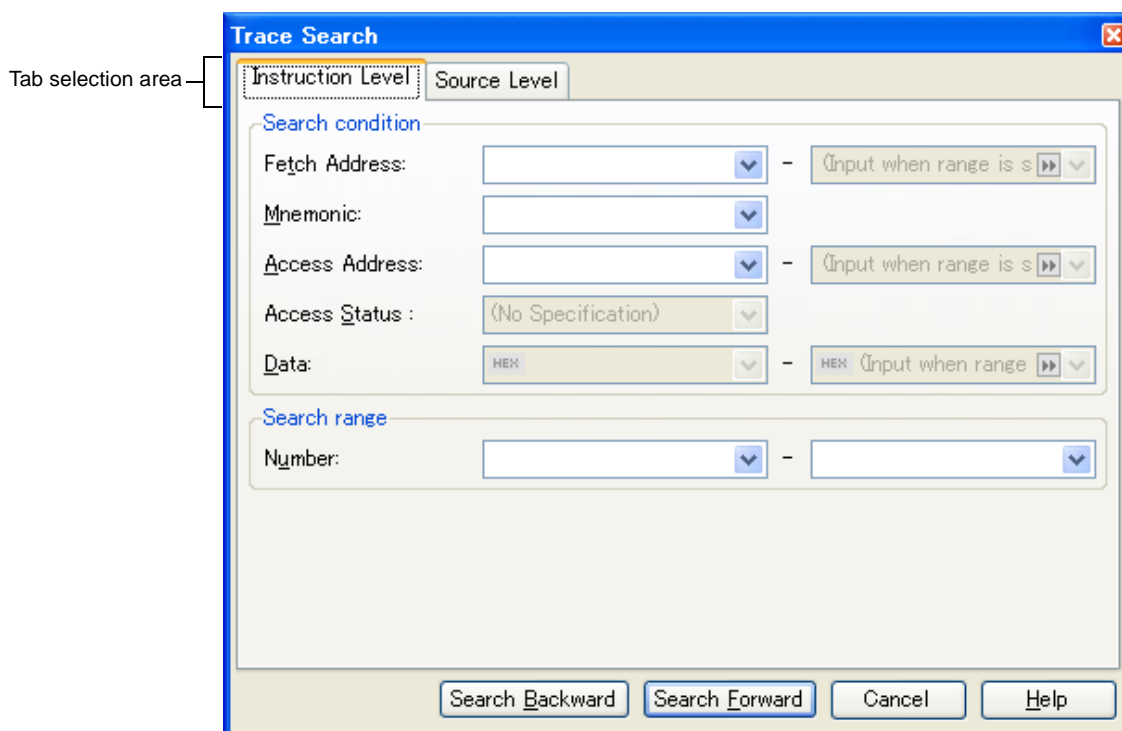 Trace Search
Tab selection area
Instruction Level
Source Level
Search condition
Fetch Address: - (Input when range is s
Mnemonic:
Access Address: - (Input when range is s
Access Status : (No Specification)
Data: HEX - HEX (Input when range
Search range
Number: -
Search Backward
Search Forward
Cancel
Help